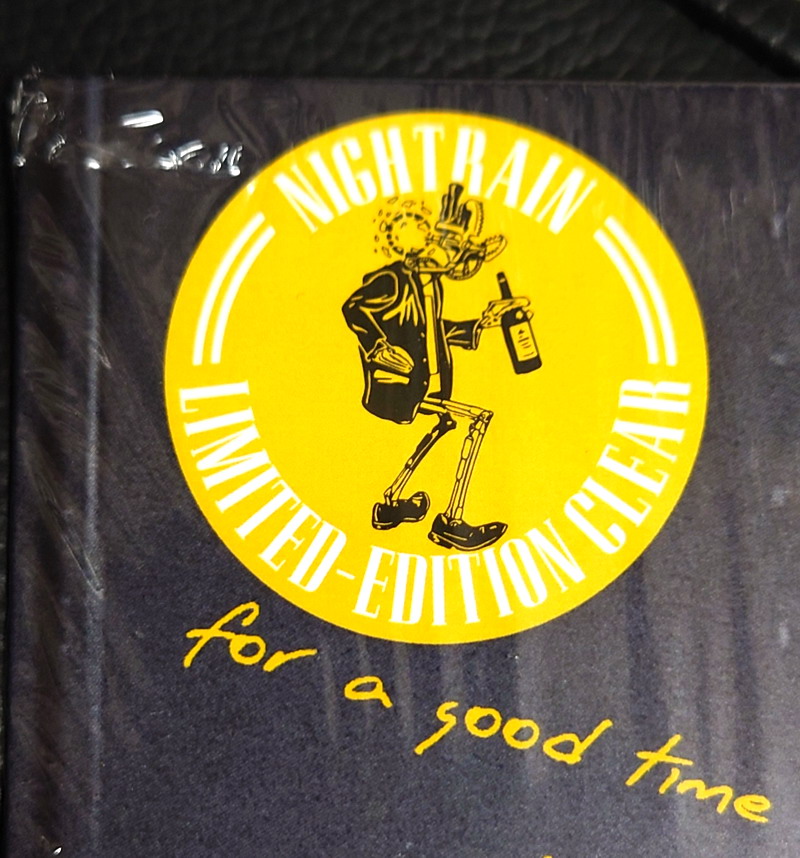 NIGHTRAIN
LIMITED-EDITION CLEAR
for a good time